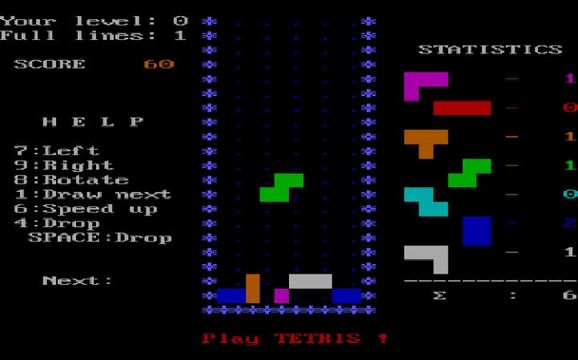 Your level: 0
Full lines: 1
SCORE 60
STATISTICS
- 1
- 0
- 1
- 1
- 0
- 2
- 1
Σ : 6
H E L P
7:Left
9:Right
8:Rotate
1:Draw next
6:Speed up
4:Drop
SPACE:Drop
Next:
Play TETRIS !